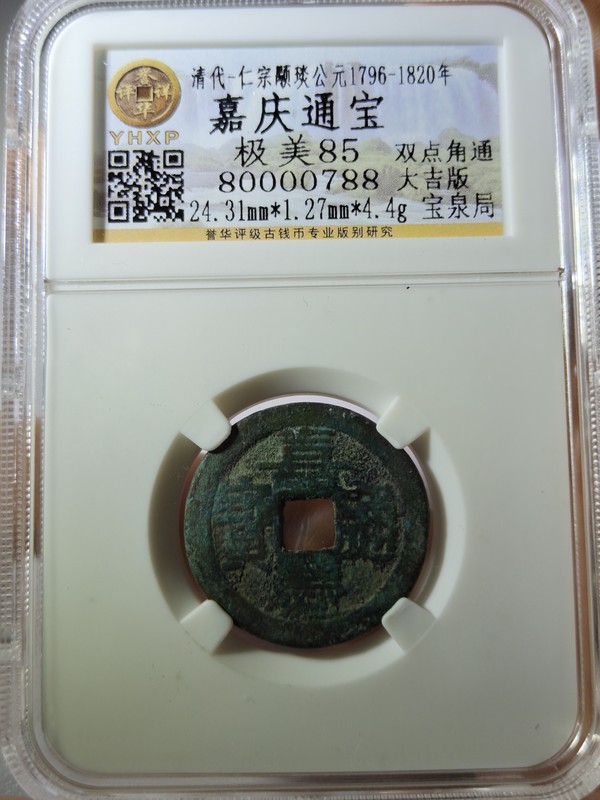 清代-仁宗顒琰公元1796-1820年
嘉庆通宝
YHXP
极美85 双点角通
80000788 大吉版
24.31mm*1.27mm*4.4g 宝泉局
誉华评级古钱币专业版别研究